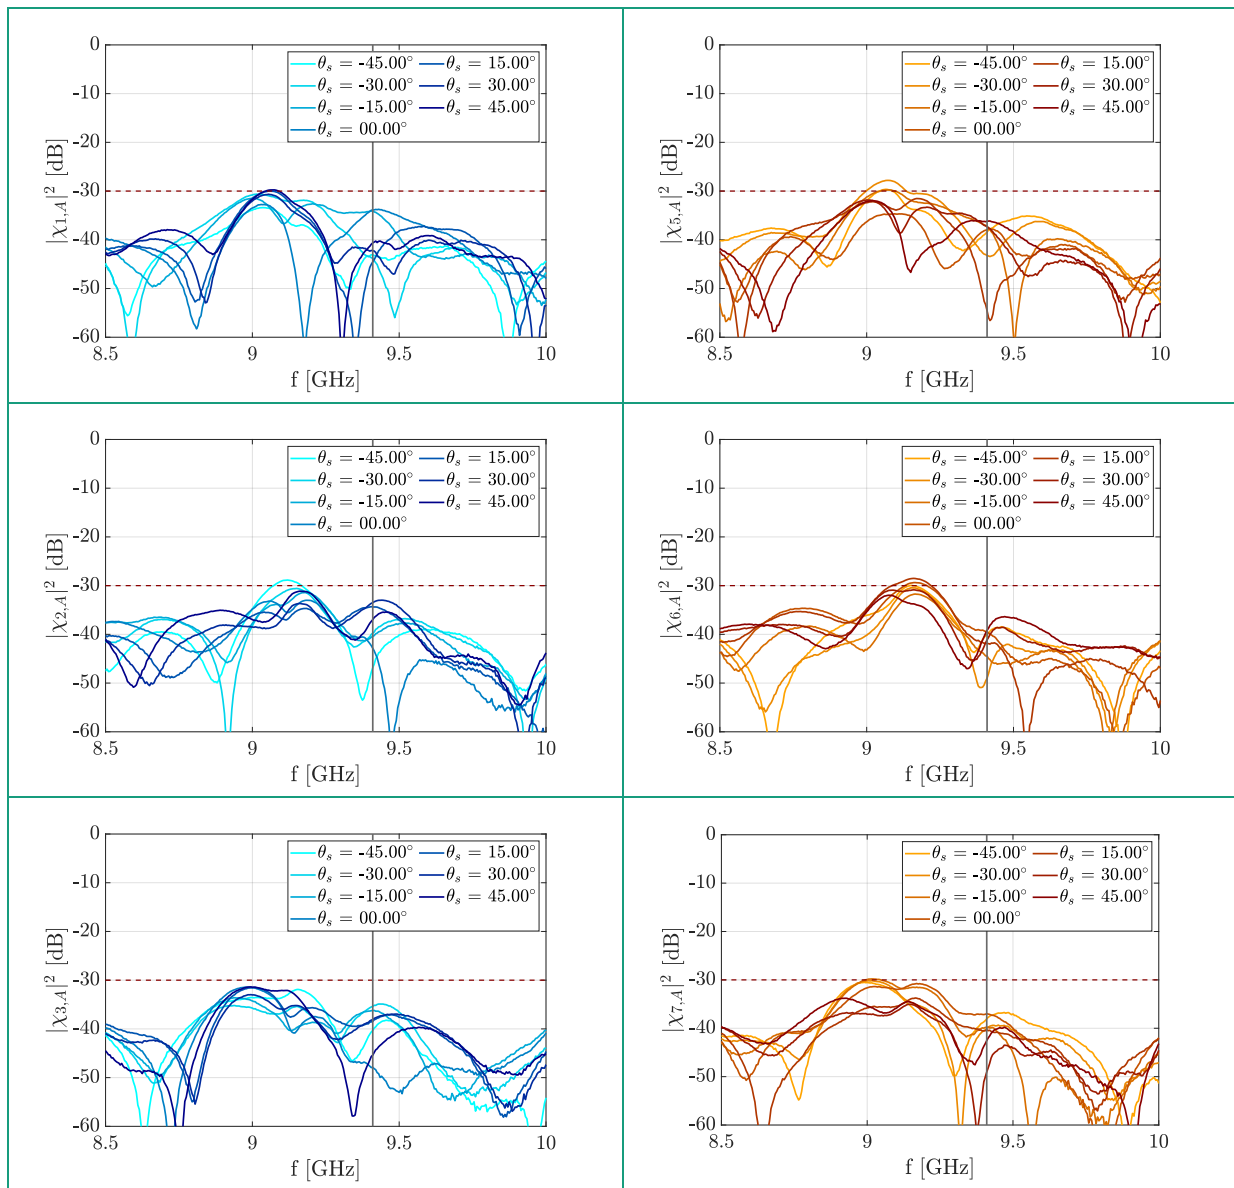 0
-10
-20
-30
-40
-50
-60
8.5 9 9.5 10
f [GHz]
|χ1,A|² [dB]
θs = -45.00° θs = 15.00°
θs = -30.00° θs = 30.00°
θs = -15.00° θs = 45.00°
θs = 00.00°
0
-10
-20
-30
-40
-50
-60
8.5 9 9.5 10
f [GHz]
|χ5,A|² [dB]
θs = -45.00° θs = 15.00°
θs = -30.00° θs = 30.00°
θs = -15.00° θs = 45.00°
θs = 00.00°
0
-10
-20
-30
-40
-50
-60
8.5 9 9.5 10
f [GHz]
|χ2,A|² [dB]
θs = -45.00° θs = 15.00°
θs = -30.00° θs = 30.00°
θs = -15.00° θs = 45.00°
θs = 00.00°
0
-10
-20
-30
-40
-50
-60
8.5 9 9.5 10
f [GHz]
|χ6,A|² [dB]
θs = -45.00° θs = 15.00°
θs = -30.00° θs = 30.00°
θs = -15.00° θs = 45.00°
θs = 00.00°
0
-10
-20
-30
-40
-50
-60
8.5 9 9.5 10
f [GHz]
|χ3,A|² [dB]
θs = -45.00° θs = 15.00°
θs = -30.00° θs = 30.00°
θs = -15.00° θs = 45.00°
θs = 00.00°
0
-10
-20
-30
-40
-50
-60
8.5 9 9.5 10
f [GHz]
|χ7,A|² [dB]
θs = -45.00° θs = 15.00°
θs = -30.00° θs = 30.00°
θs = -15.00° θs = 45.00°
θs = 00.00°